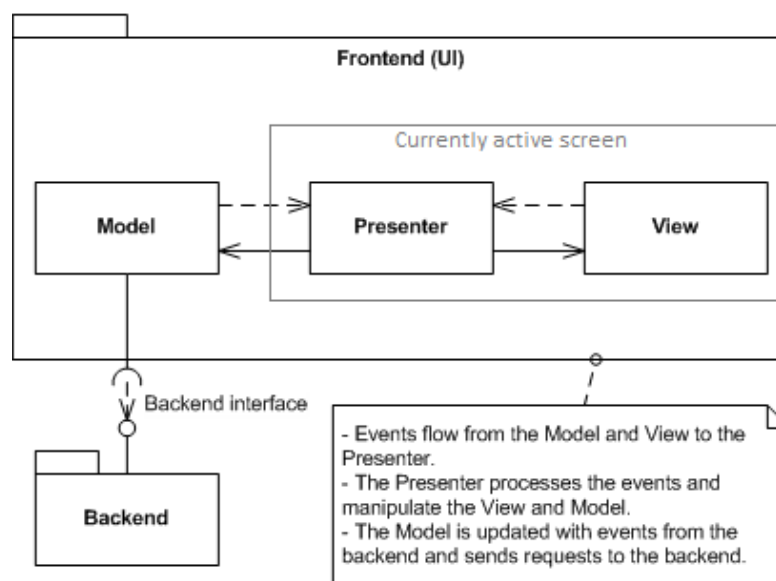 Frontend (UI)
Currently active screen
Model
Presenter
View
Backend interface
Backend
- Events flow from the Model and View to the
Presenter.
- The Presenter processes the events and
manipulate the View and Model.
- The Model is updated with events from the
backend and sends requests to the backend.